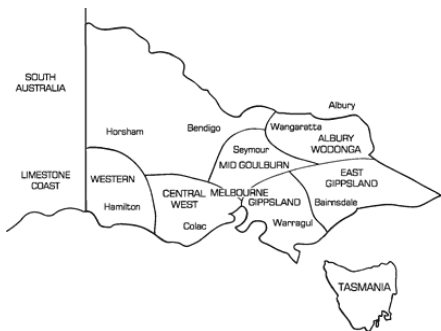 SOUTH
AUSTRALIA
Albury
Horsham
Bendigo
Wangaratta
ALBURY
WODONGA
Seymour
MID GOULBURN
LIMESTONE
COAST
WESTERN
CENTRAL
WEST
MELBOURNE
GIPPSLAND
EAST
GIPPSLAND
Hamilton
Bairnsdale
Colac
Warragul
TASMANIA